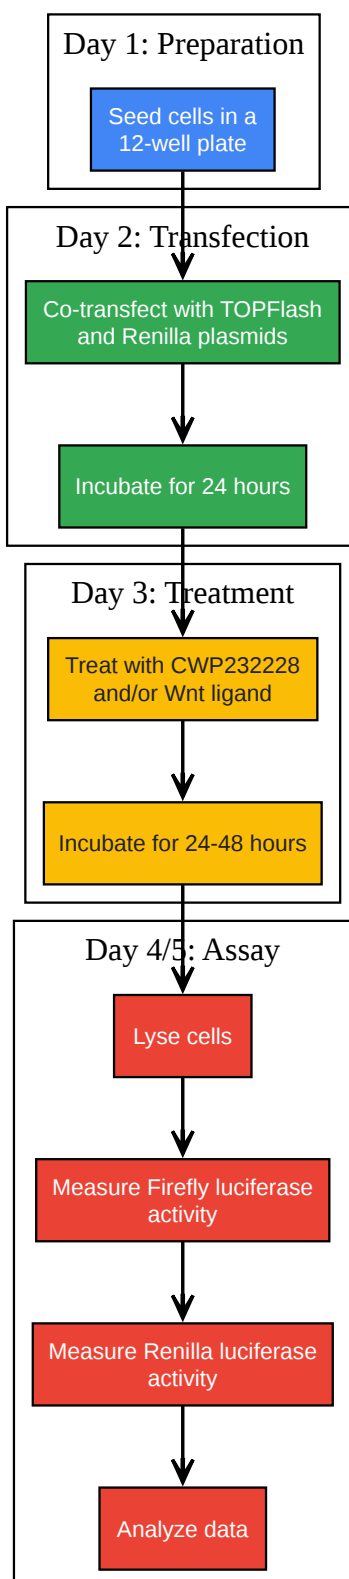 Day 1: Preparation
Seed cells in a
12-well plate
Day 2: Transfection
Co-transfect with TOPFlash
and Renilla plasmids
Incubate for 24 hours
Day 3: Treatment
Treat with CWP232228
and/or Wnt ligand
Incubate for 24-48 hours
Day 4/5: Assay
Lyse cells
Measure Firefly luciferase
activity
Measure Renilla luciferase
activity
Analyze data